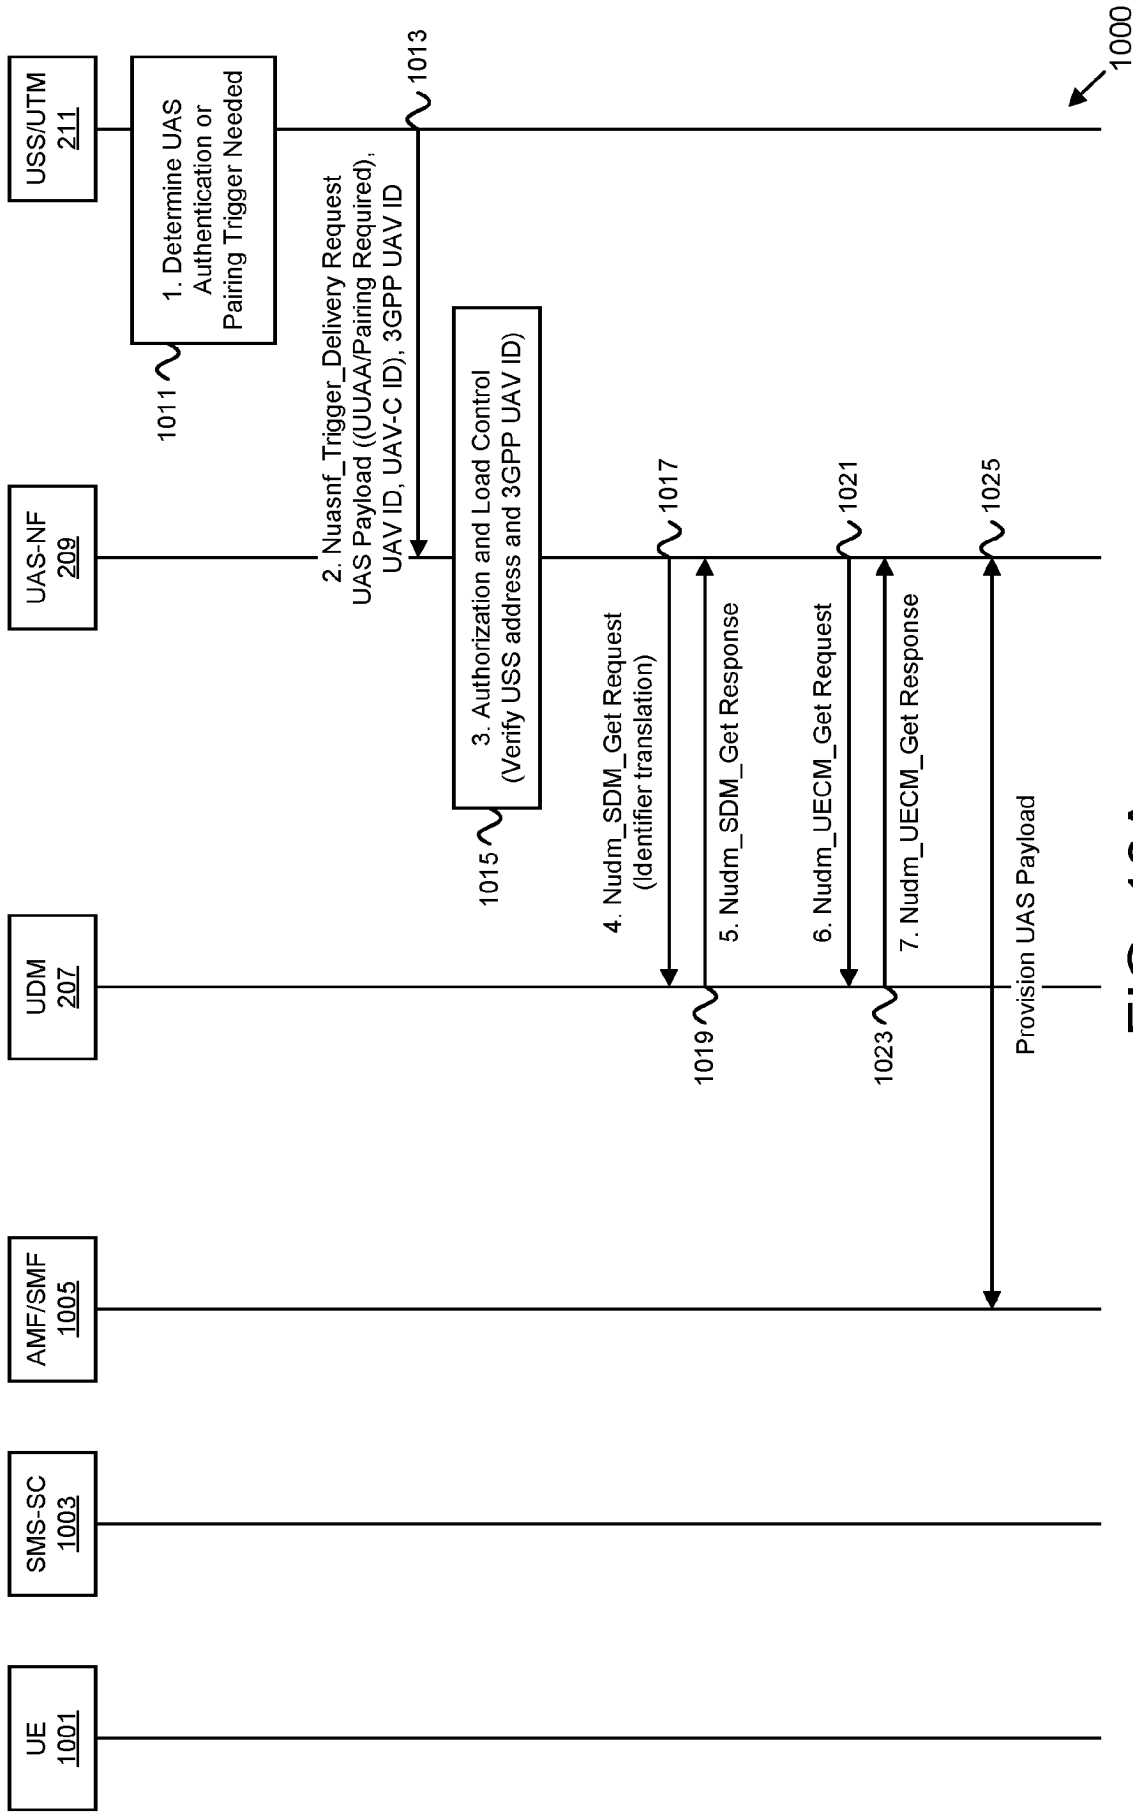 UE
1001
SMS-SC
1003
AMF/SMF
1005
UDM
207
UAS-NF
209
USS/UTM
211
1. Determine UAS
Authentication or
Pairing Trigger Needed
1011
2. Nuasnf_Trigger_Delivery Request
UAS Payload ((UUAA/Pairing Required),
UAV ID, UAV-C ID), 3GPP UAV ID
1013
3. Authorization and Load Control
(Verify USS address and 3GPP UAV ID)
1015
4. Nudm_SDM_Get Request
(Identifier translation)
1017
5. Nudm_SDM_Get Response
1019
6. Nudm_UECM_Get Request
1021
7. Nudm_UECM_Get Response
1023
1025
Provision UAS Payload
1000